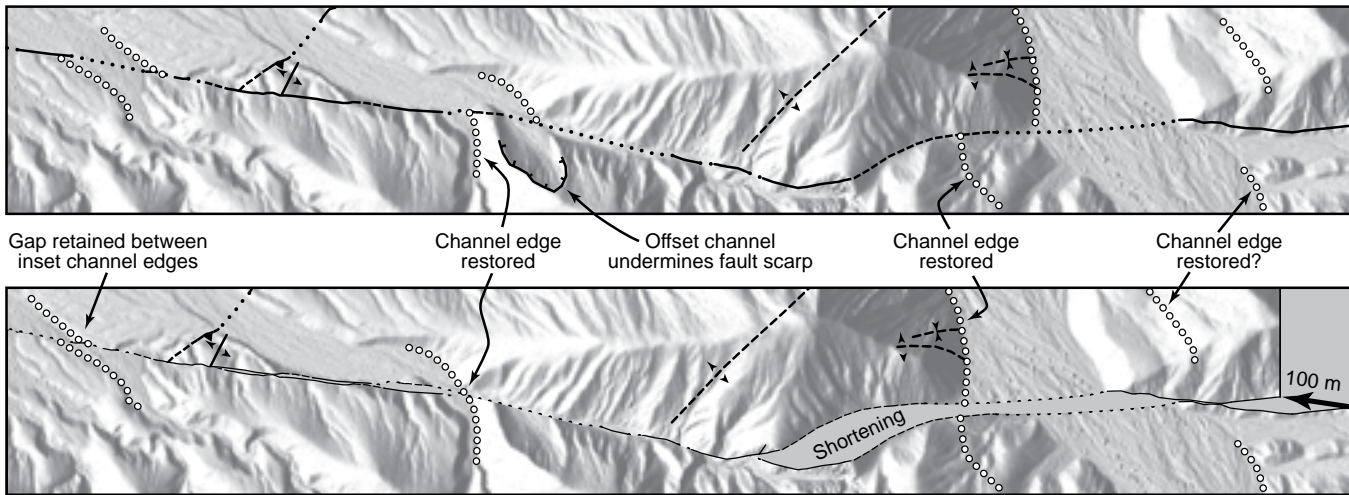 Gap retained between
inset channel edges
Channel edge
restored
Offset channel
undermines fault scarp
Channel edge
restored
Channel edge
restored?
100 m
Shortening